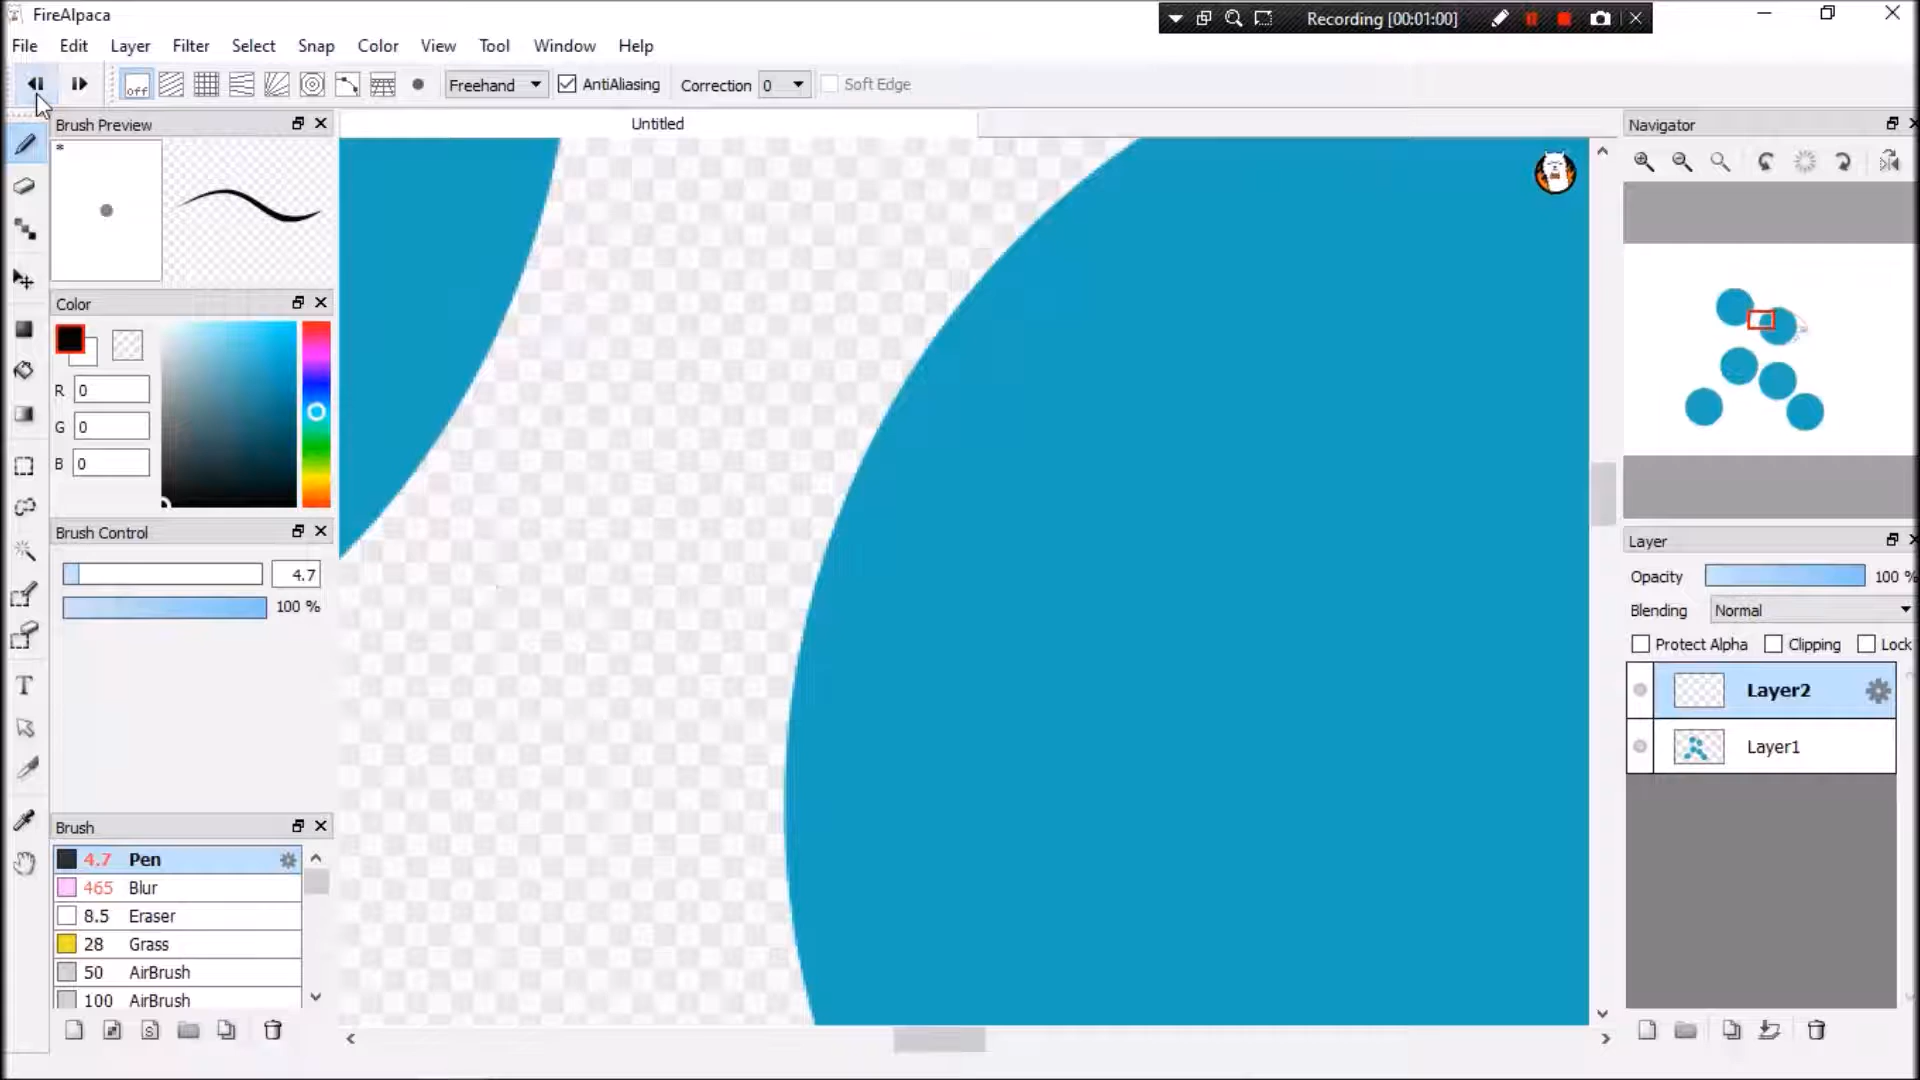 FireAlpaca
Recording [00:01:00]
File Edit Layer Filter Select Snap Color View Tool Window Help
off Freehand AntiAliasing Correction 0 Soft Edge
Brush Preview
Untitled
Navigator
*
Color
R 0
G 0
B 0
Brush Control
4.7
100 %
Layer
Opacity 100 %
Blending Normal
Protect Alpha Clipping Lock
Layer2
Layer1
Brush
4.7 Pen
465 Blur
8.5 Eraser
28 Grass
50 AirBrush
100 AirBrush
S
T